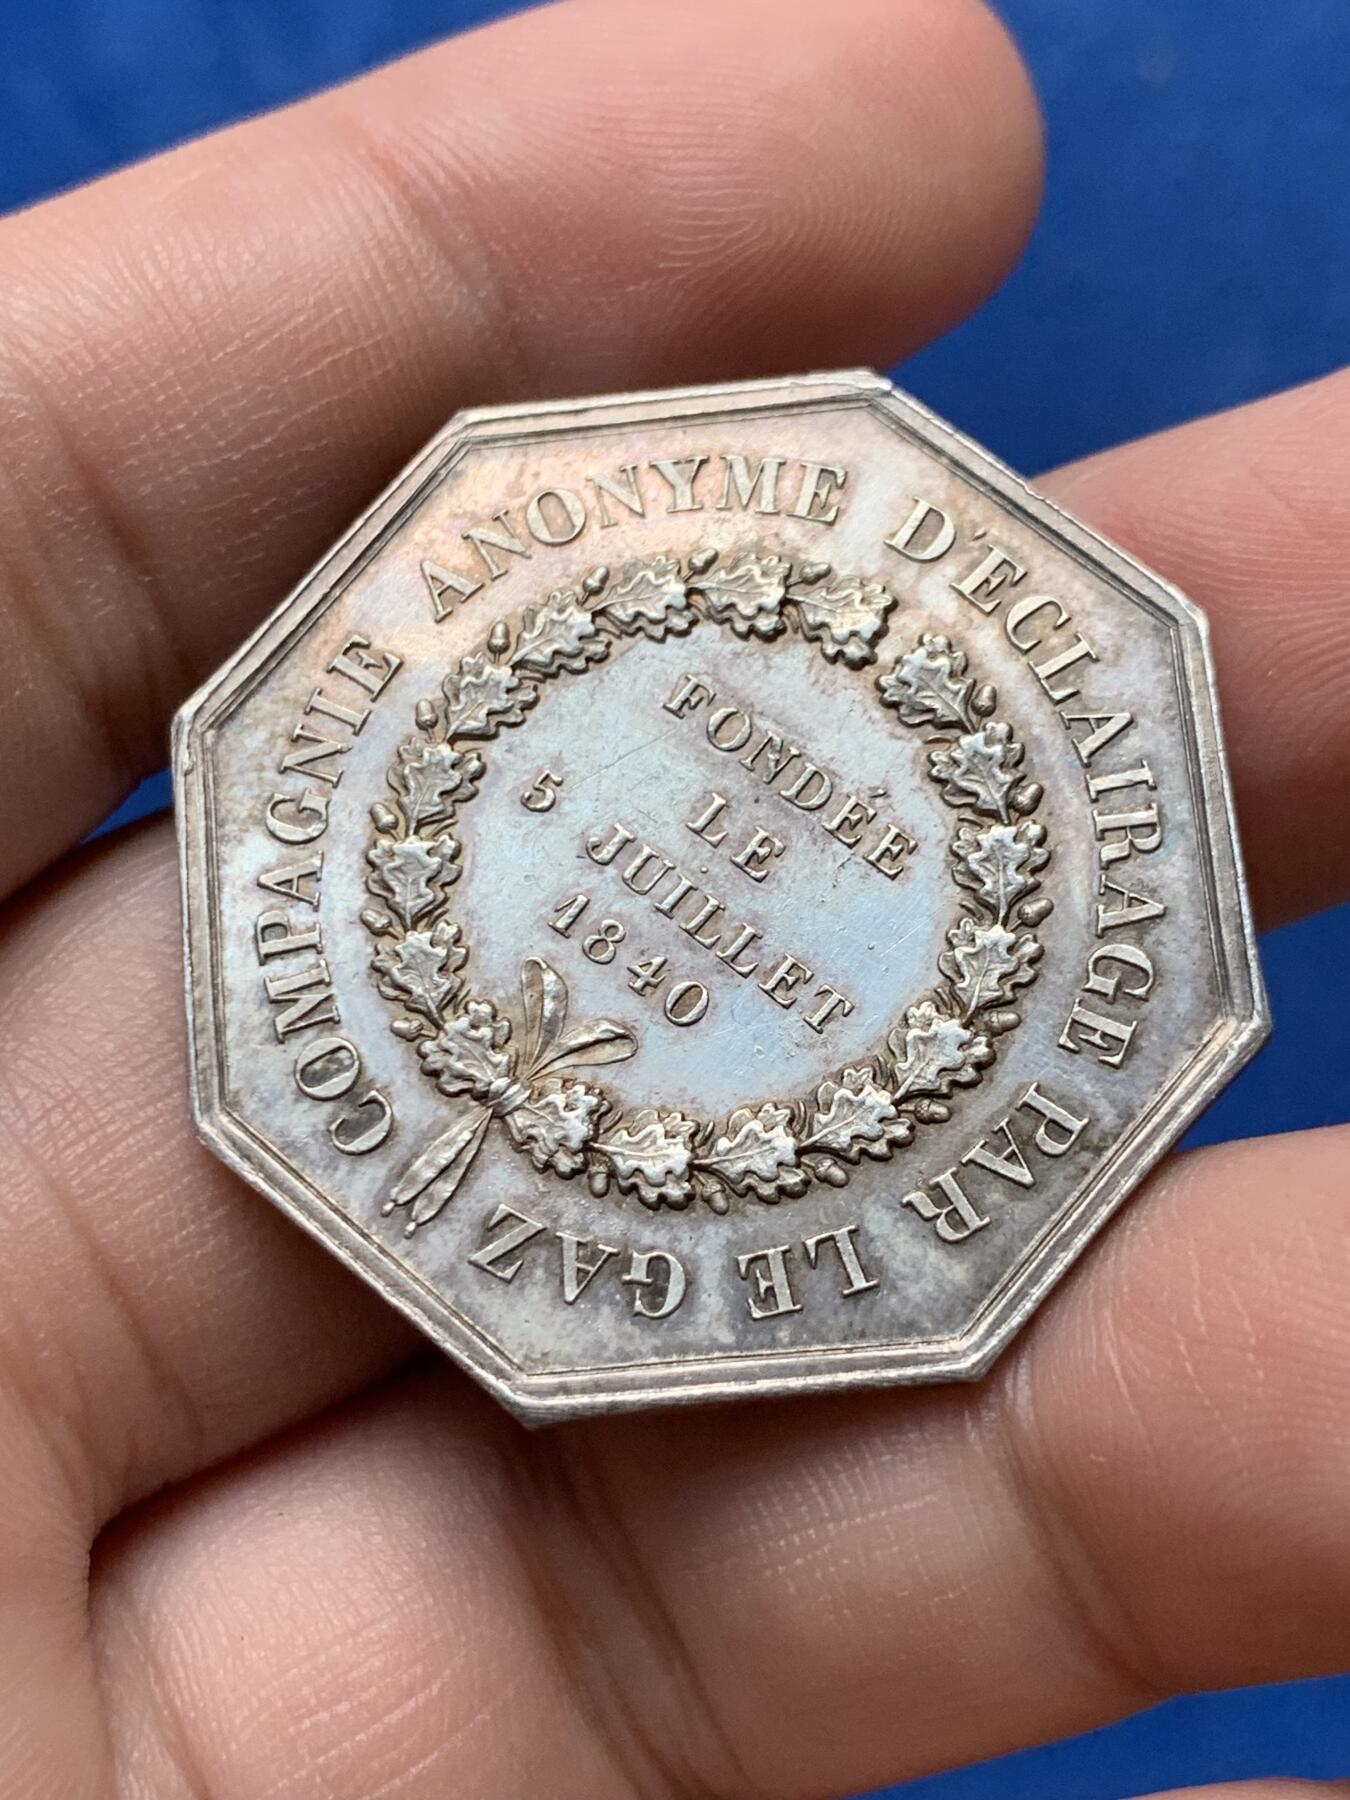 COMPAGNIE ANONYME D'ECLAIRAGE PAR LE GAZ
FONDÉE
LE
5 JUILLET
1840